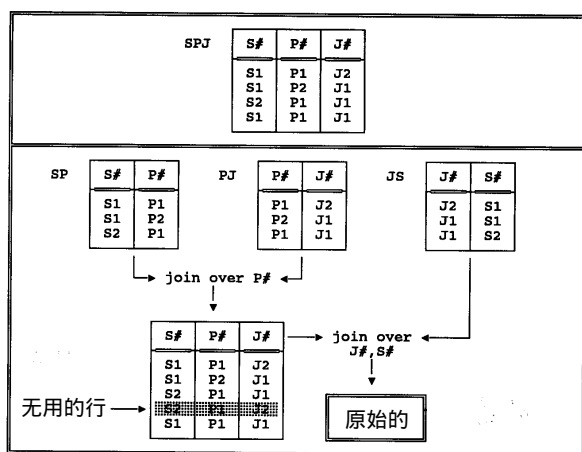 SPJ S# P# J#
S1 P1 J2
S1 P2 J1
S2 P1 J1
S1 P1 J1
SP S# P# PJ P# J# JS J# S#
S1 P1 P1 J2 J2 S1
S1 P2 P2 J1 J1 S1
S2 P1 P1 J1 J1 S2
join over P#
S# P# J#
S1 P1 J2
S1 P2 J1
S2 P1 J1
S2 P1 J2
S1 P1 J1
无用的行
join over
J#,S#
原始的